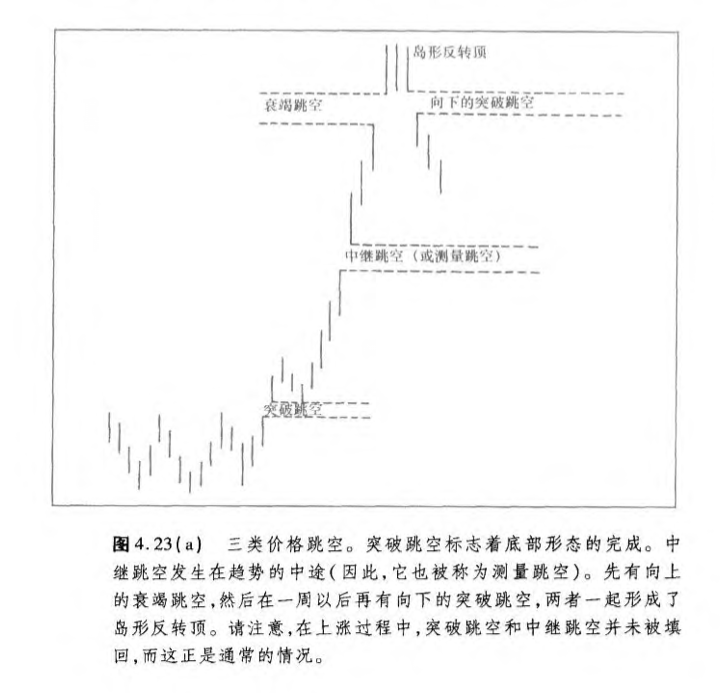 岛形反转顶
衰竭跳空
向下的突破跳空
中继跳空（或测量跳空）
突破跳空
图4.23(a) 三类价格跳空。突破跳空标志着底部形态的完成。中
继跳空发生在趋势的中途(因此,它也被称为测量跳空)。先有向上
的衰竭跳空,然后在一周以后再有向下的突破跳空,两者一起形成了
岛形反转顶。请注意,在上涨过程中,突破跳空和中继跳空并未被填
回,而这正是通常的情况。